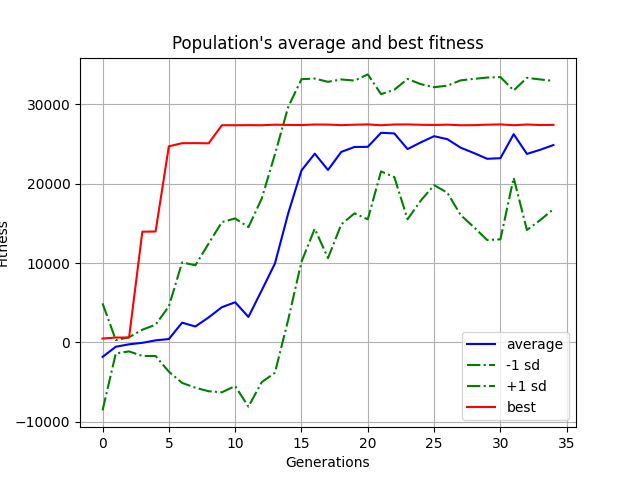 Population's average and best fitness
Fitness
30000
20000
10000
0
−10000
0 5 10 15 20 25 30 35
Generations
average
-1 sd
+1 sd
best